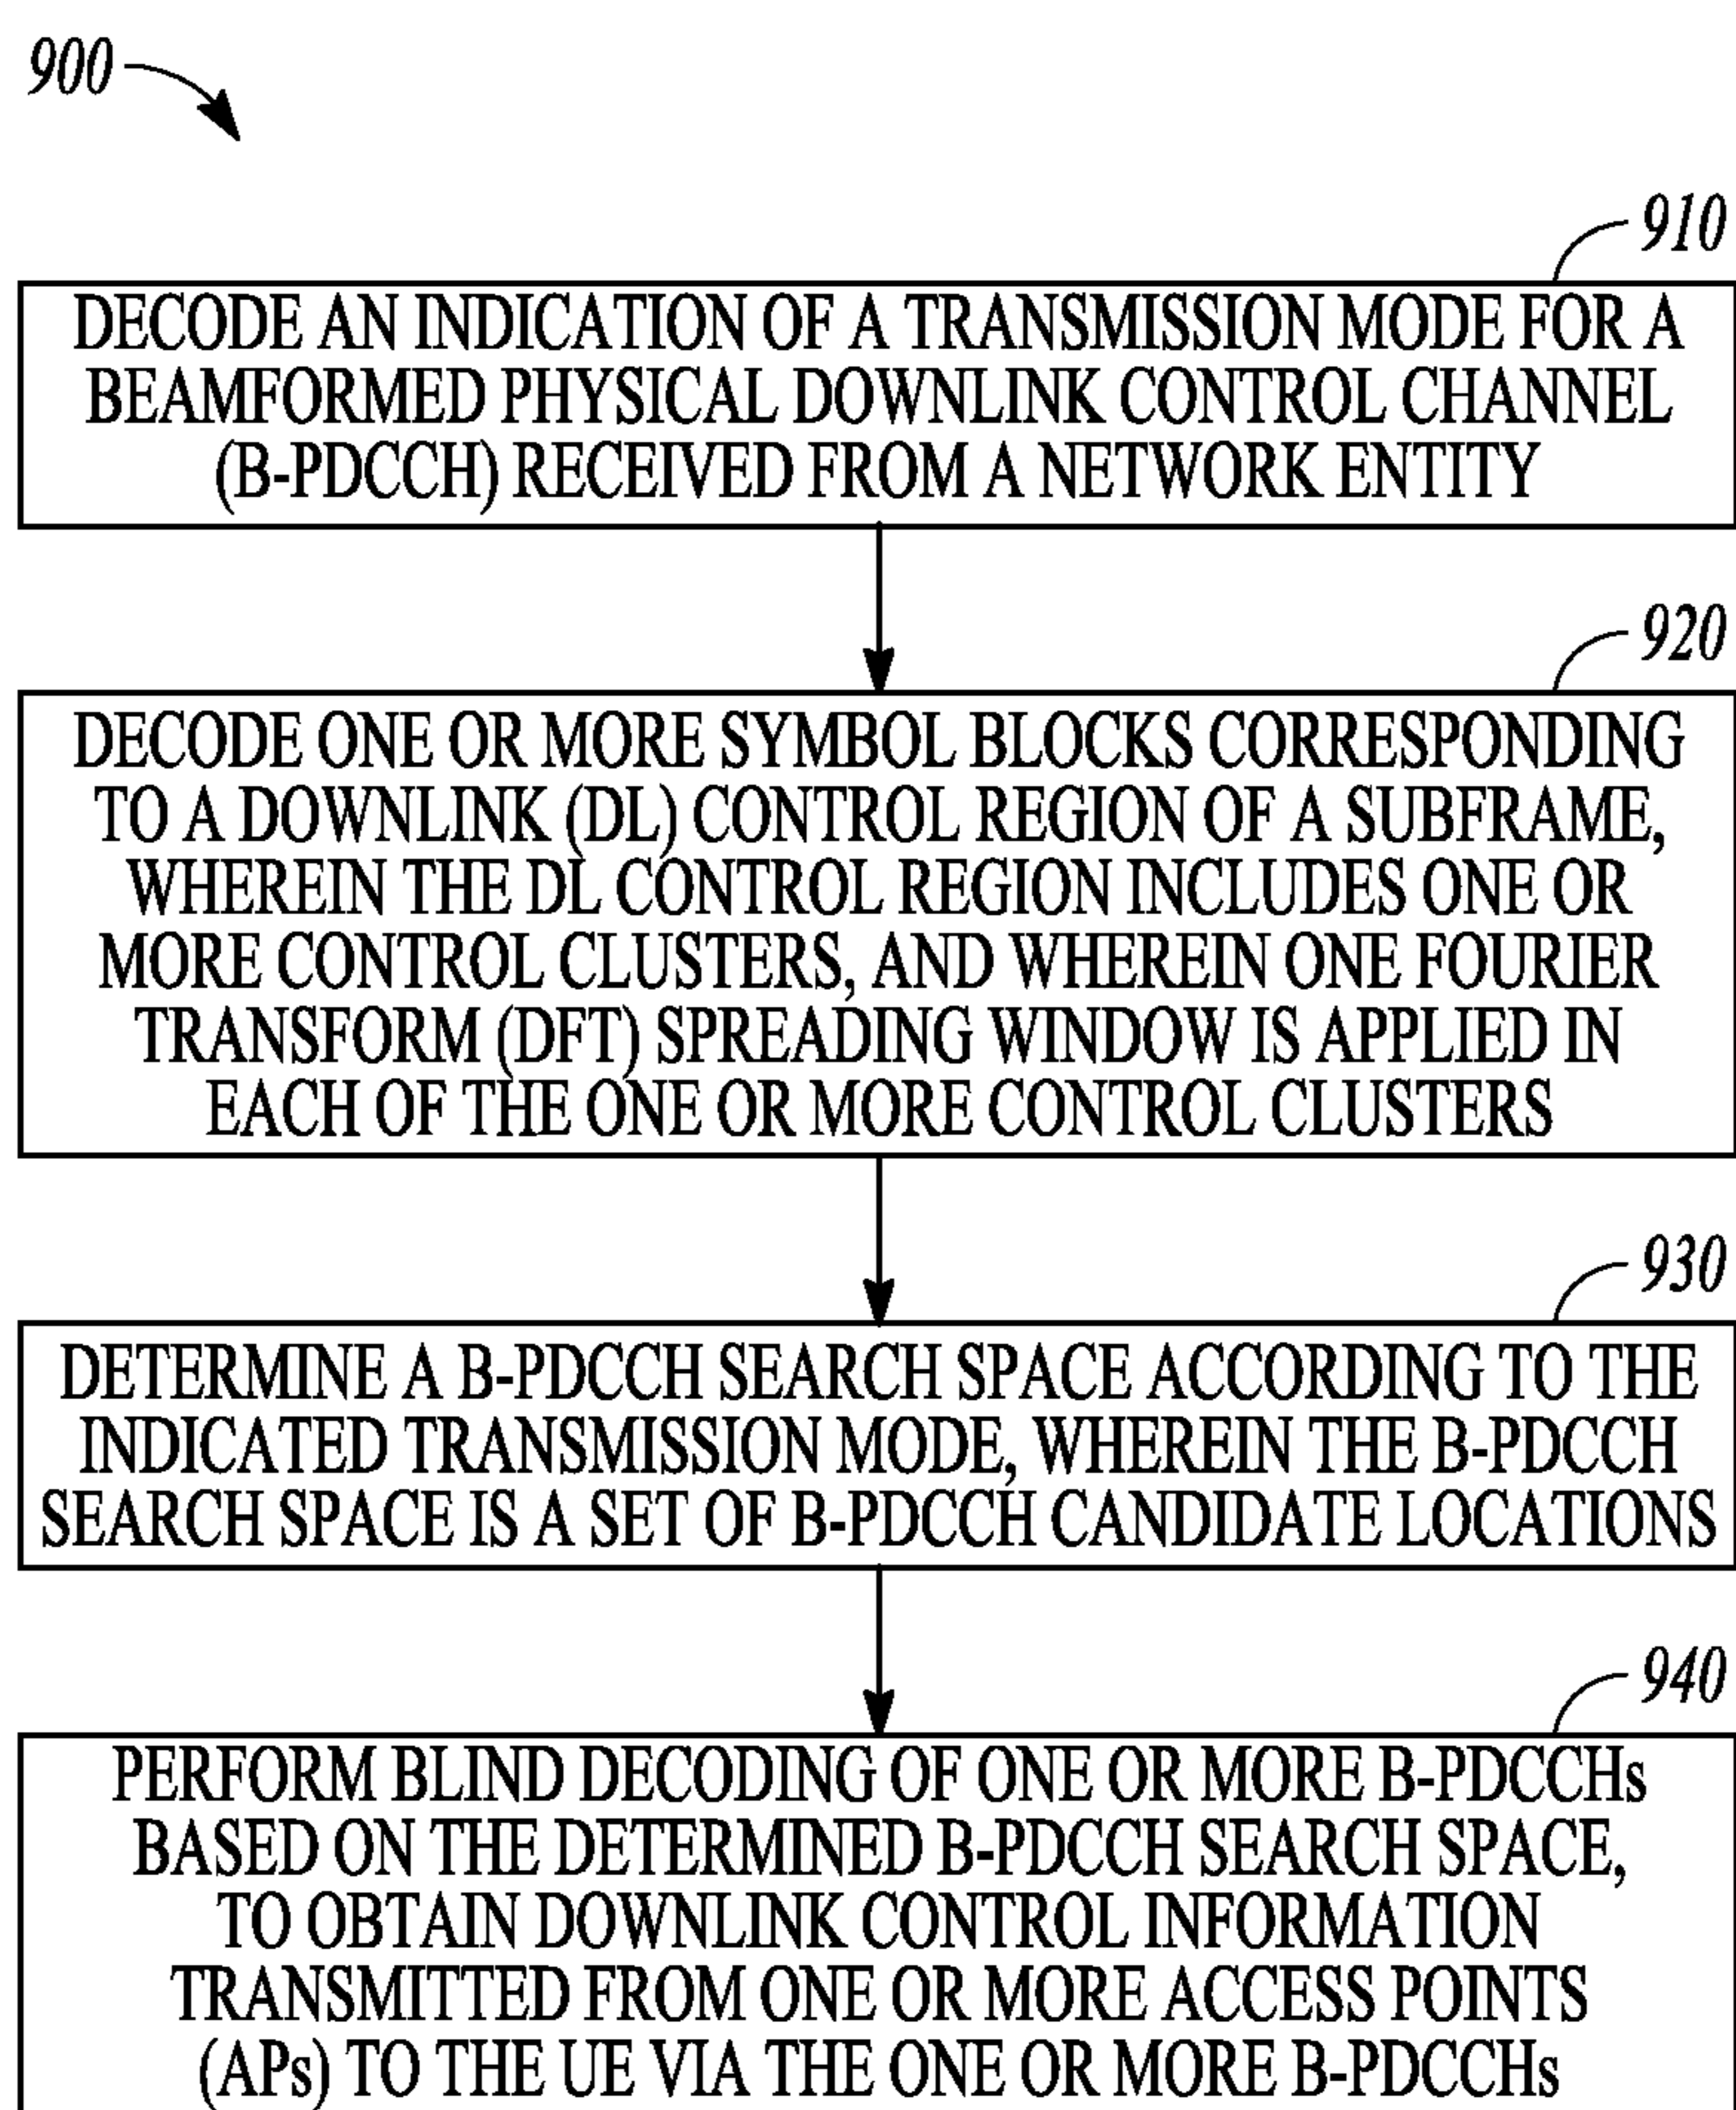 900
910
DECODE AN INDICATION OF A TRANSMISSION MODE FOR A
BEAMFORMED PHYSICAL DOWNLINK CONTROL CHANNEL
(B-PDCCH) RECEIVED FROM A NETWORK ENTITY
920
DECODE ONE OR MORE SYMBOL BLOCKS CORRESPONDING
TO A DOWNLINK (DL) CONTROL REGION OF A SUBFRAME,
WHEREIN THE DL CONTROL REGION INCLUDES ONE OR
MORE CONTROL CLUSTERS, AND WHEREIN ONE FOURIER
TRANSFORM (DFT) SPREADING WINDOW IS APPLIED IN
EACH OF THE ONE OR MORE CONTROL CLUSTERS
930
DETERMINE A B-PDCCH SEARCH SPACE ACCORDING TO THE
INDICATED TRANSMISSION MODE, WHEREIN THE B-PDCCH
SEARCH SPACE IS A SET OF B-PDCCH CANDIDATE LOCATIONS
940
PERFORM BLIND DECODING OF ONE OR MORE B-PDCCHs
BASED ON THE DETERMINED B-PDCCH SEARCH SPACE,
TO OBTAIN DOWNLINK CONTROL INFORMATION
TRANSMITTED FROM ONE OR MORE ACCESS POINTS
(APs) TO THE UE VIA THE ONE OR MORE B-PDCCHs